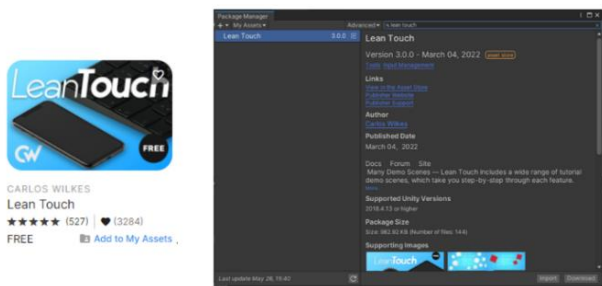 LeanTouch
FREE
CW
CARLOS WILKES
Lean Touch
(527) (3284)
FREE Add to My Assets
Package Manager
+ My Assets Advanced lean touch
Lean Touch 3.0.0
Lean Touch
Version 3.0.0 - March 04, 2022
Tools Input Management
Links
View in the Asset Store
Publisher Website
Publisher Support
Author
Carlos Wilkes
Published Date
March 04, 2022
Docs Forum Site
Many Demo Scenes — Lean Touch includes a wide range of tutorial
demo scenes, which take you step-by-step through each feature.
More
Supported Unity Versions
2018.4.13 or higher
Package Size
Size: 982.92 KB (Number of files: 144)
Supporting Images
LeanTouch
Last update May 28, 15:40
Import Download